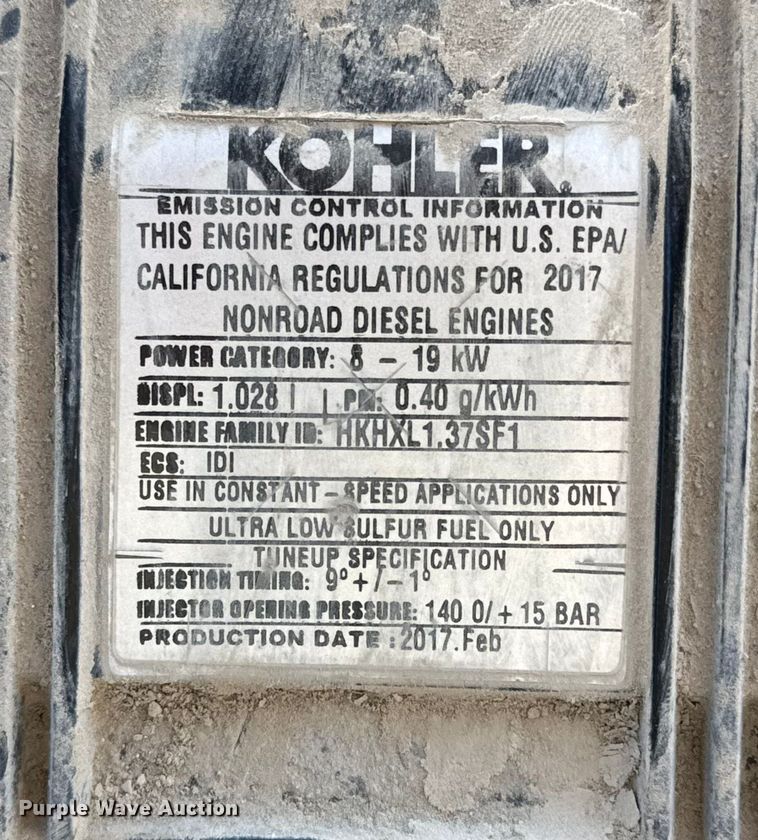 KOHLER®
EMISSION CONTROL INFORMATION
THIS ENGINE COMPLIES WITH U.S. EPA/
CALIFORNIA REGULATIONS FOR 2017
NONROAD DIESEL ENGINES
POWER CATEGORY: 8 - 19 kW
DISPL: 1.028 l | PM: 0.40 g/kWh
ENGINE FAMILY ID: HKHXL1.37SF1
ECS: IDI
USE IN CONSTANT-SPEED APPLICATIONS ONLY
ULTRA LOW SULFUR FUEL ONLY
TUNEUP SPECIFICATION
INJECTION TIMING: 9°+/-1°
INJECTOR OPENING PRESSURE: 140 0/+15 BAR
PRODUCTION DATE: 2017.Feb
Purple Wave Auction